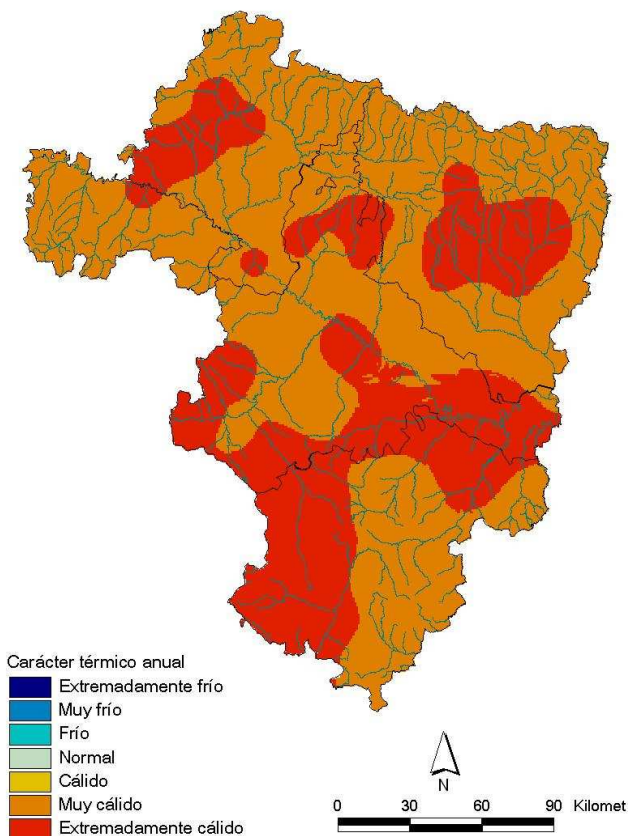 Carácter térmico anual
Extremadamente frío
Muy frío
Frío
Normal
Cálido
Muy cálido
Extremadamente cálido
N
0 30 60 90 Kilomet